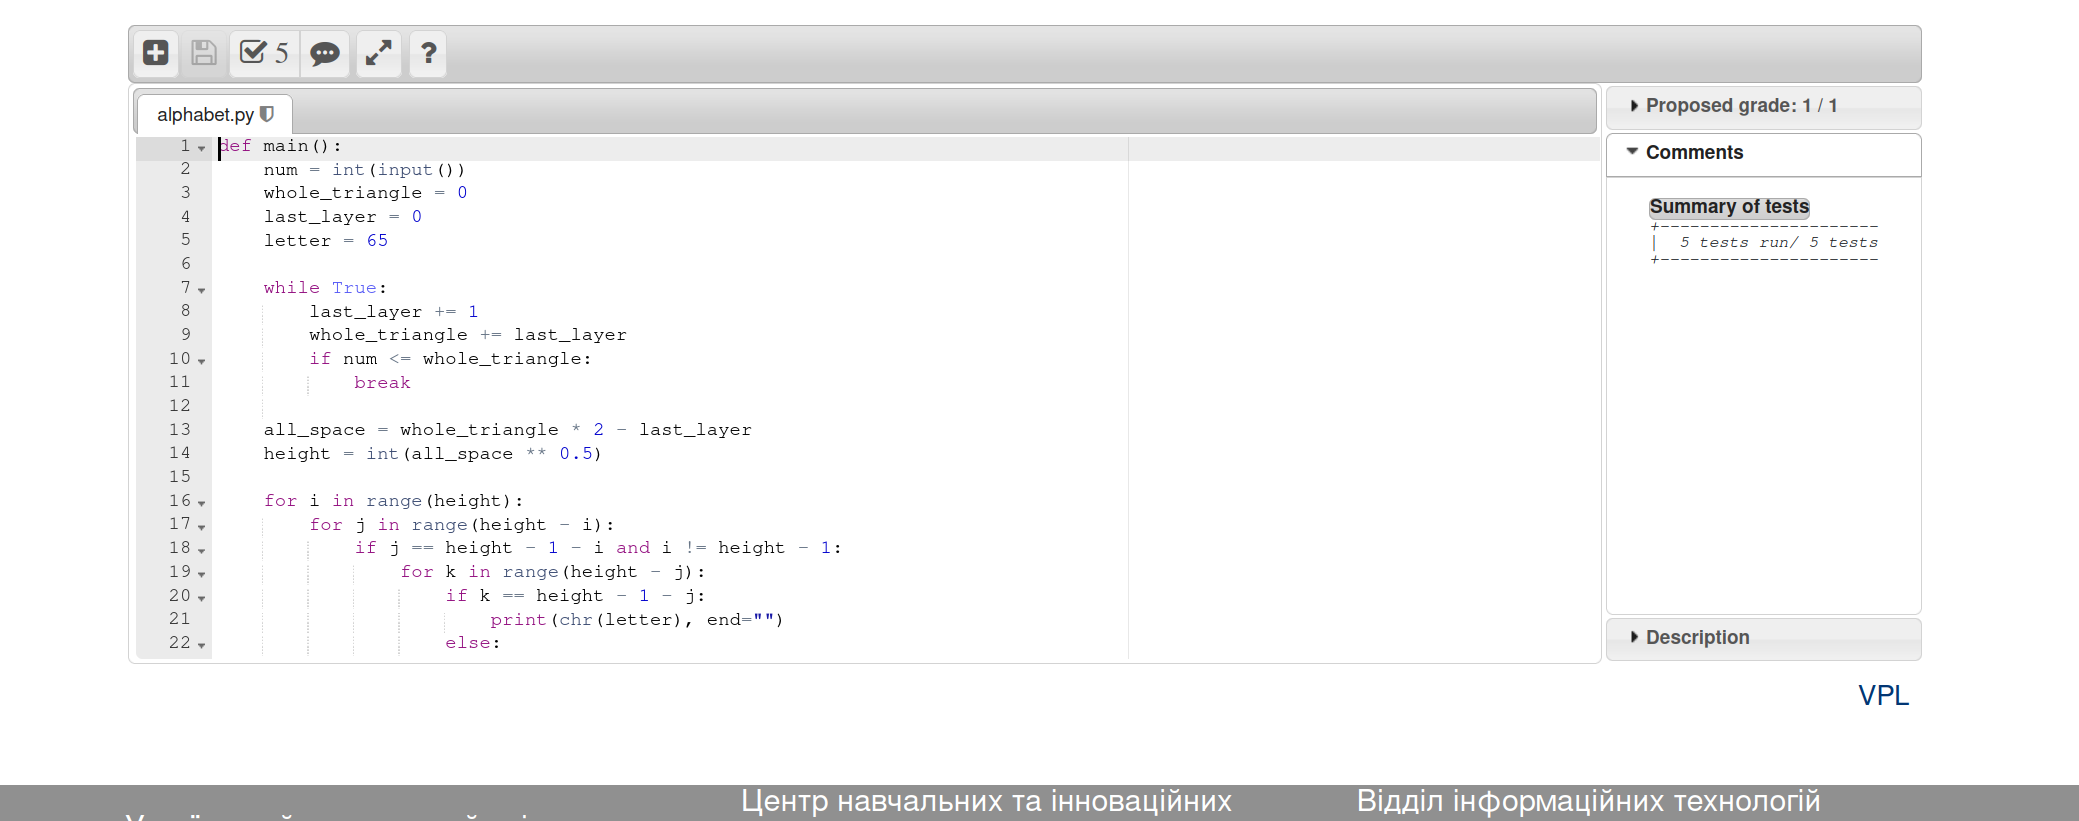 5
?
alphabet.py
1 def main():
2 num = int(input())
3 whole_triangle = 0
4 last_layer = 0
5 letter = 65
6
7 while True:
8 last_layer += 1
9 whole_triangle += last_layer
10 if num <= whole_triangle:
11 break
12
13 all_space = whole_triangle * 2 - last_layer
14 height = int(all_space ** 0.5)
15
16 for i in range(height):
17 for j in range(height - i):
18 if j == height - 1 - i and i != height - 1:
19 for k in range(height - j):
20 if k == height - 1 - j:
21 print(chr(letter), end="")
22 else:
Proposed grade: 1 / 1
Comments
Summary of tests
+----------------------
| 5 tests run/ 5 tests
+----------------------
Description
VPL
Центр навчальних та інноваційних
Відділ інформаційних технологій